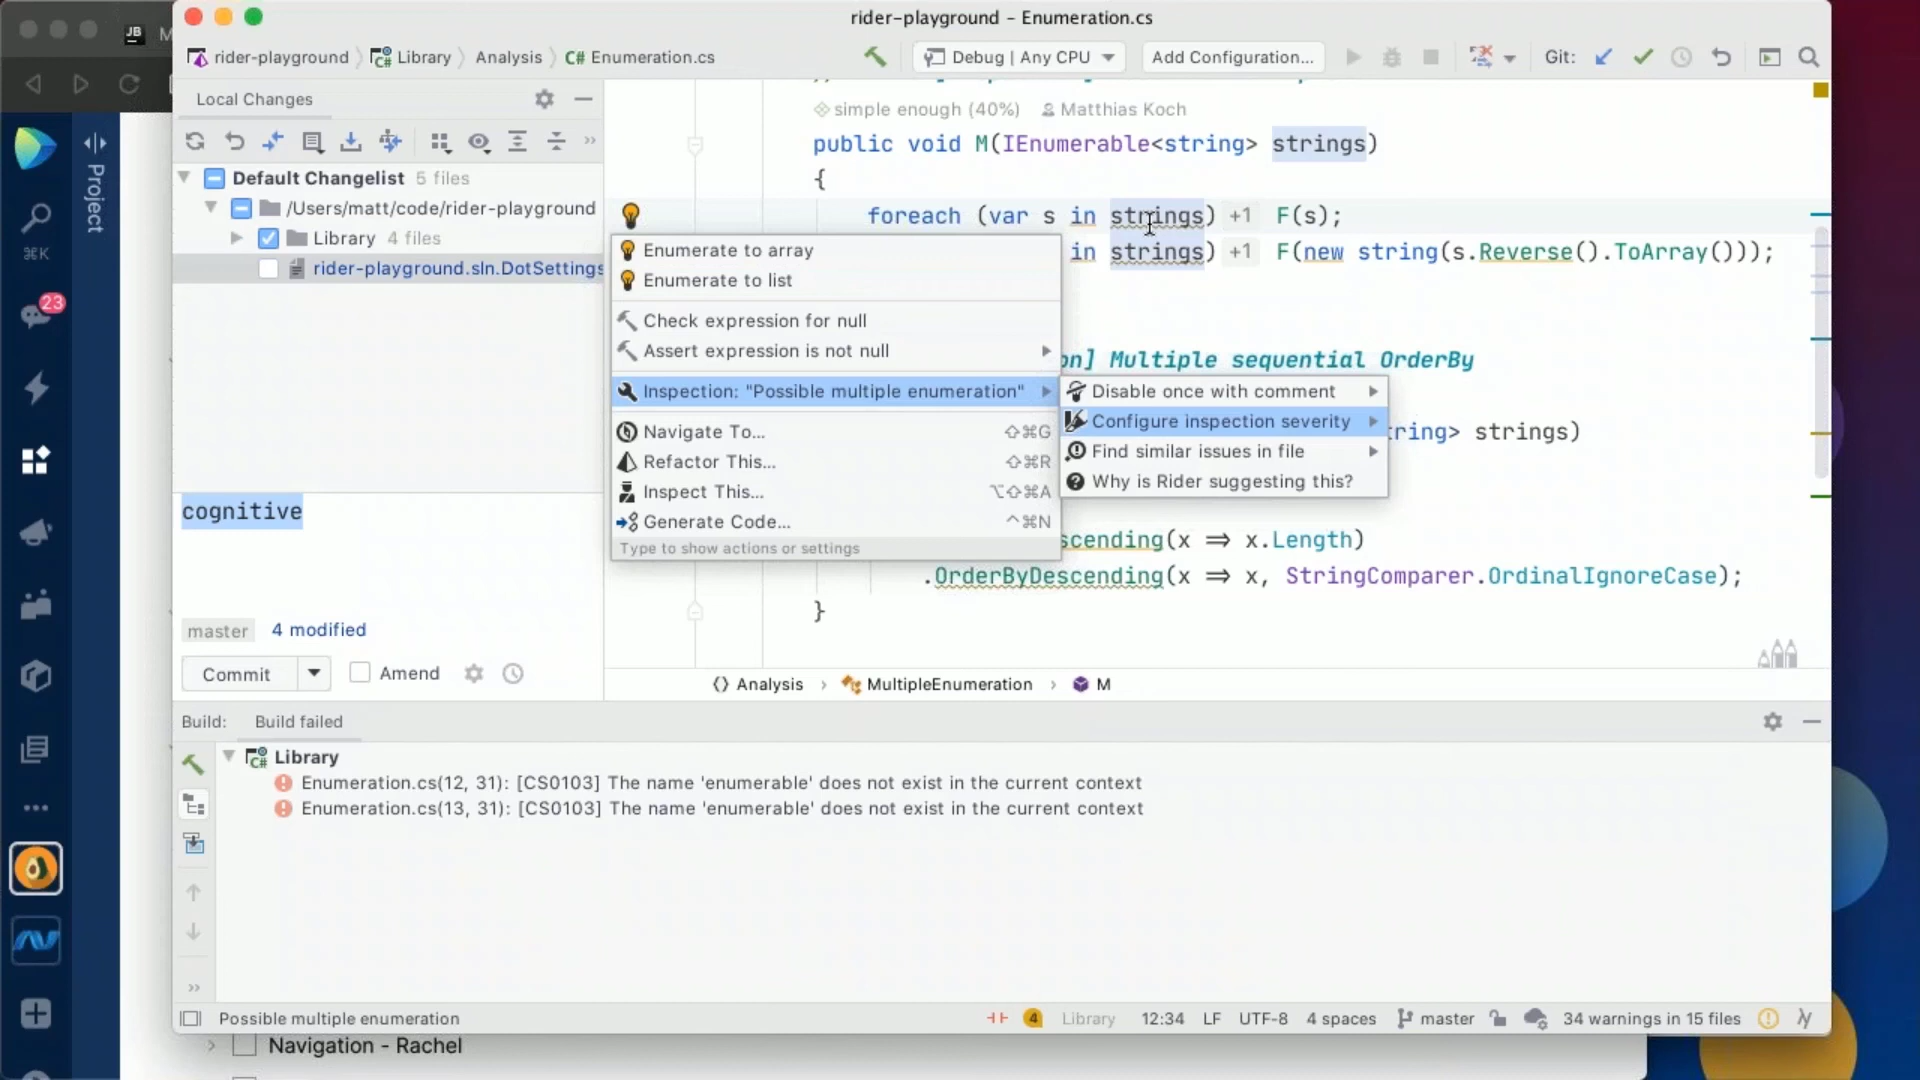 rider-playground – Enumeration.cs
JB M
rider-playground Library Analysis C# Enumeration.cs
Debug | Any CPU
Add Configuration...
Git:
Local Changes
Project
⌘K
23
Default Changelist 5 files
/Users/matt/code/rider-playground
Library 4 files
rider-playground.sln.DotSettings
cognitive
master 4 modified
Commit
Amend
simple enough (40%) Matthias Koch
public void M(IEnumerable<string> strings)
{
foreach (var s in strings) +1 F(s);
in strings) +1 F(new string(s.Reverse().ToArray()));
on] Multiple sequential OrderBy
ring> strings)
scending(x => x.Length)
.OrderByDescending(x => x, StringComparer.OrdinalIgnoreCase);
}
Enumerate to array
Enumerate to list
Check expression for null
Assert expression is not null
Inspection: "Possible multiple enumeration"
Navigate To... ⇧⌘G
Refactor This... ⇧⌘R
Inspect This... ⌥⇧⌘A
Generate Code... ^⌘N
Type to show actions or settings
Disable once with comment
Configure inspection severity
Find similar issues in file
Why is Rider suggesting this?
{} Analysis › MultipleEnumeration › M
Build: Build failed
C# Library
Enumeration.cs(12, 31): [CS0103] The name 'enumerable' does not exist in the current context
Enumeration.cs(13, 31): [CS0103] The name 'enumerable' does not exist in the current context
Possible multiple enumeration
4 Library 12:34 LF UTF-8 4 spaces master 34 warnings in 15 files
Navigation - Rachel